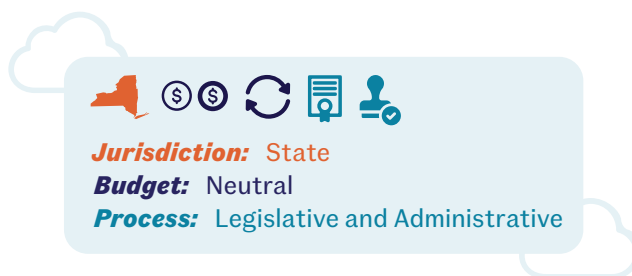 $ $
Jurisdiction: State
Budget: Neutral
Process: Legislative and Administrative